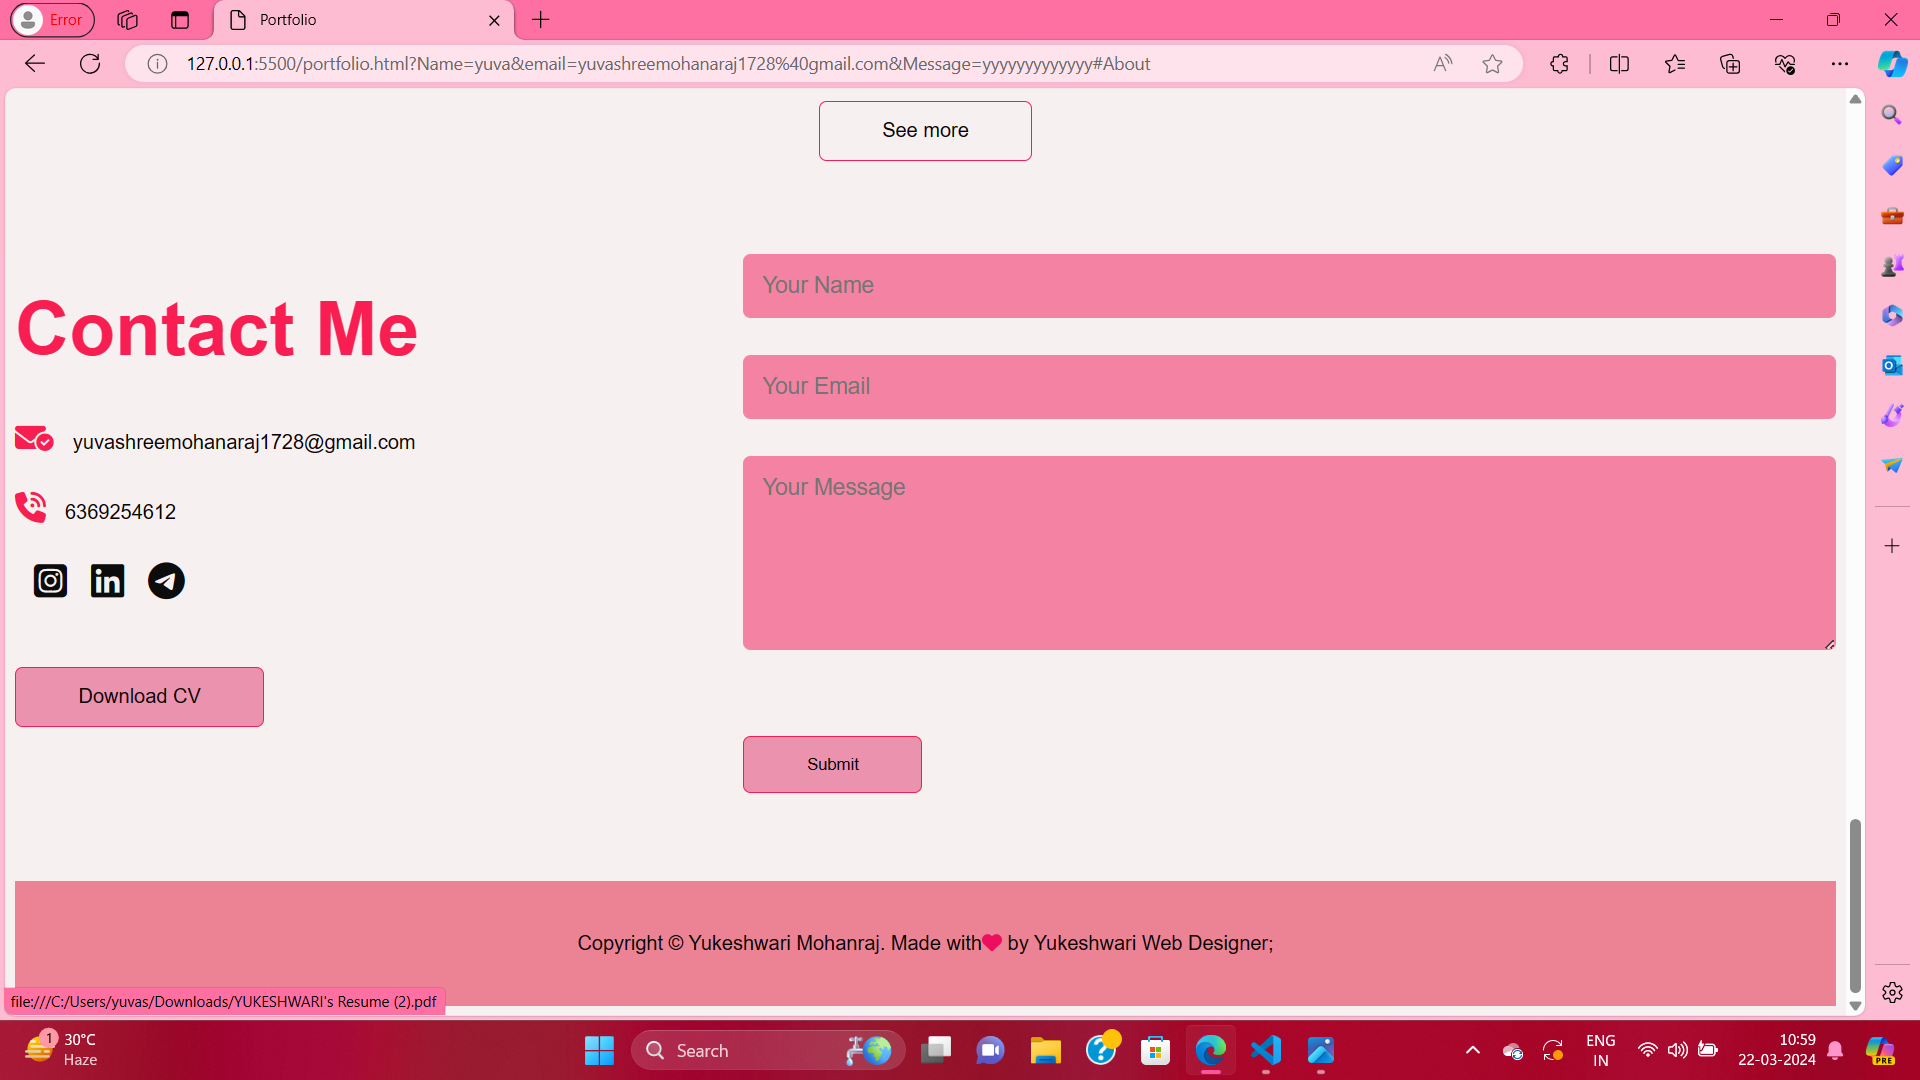 Error
Portfolio
127.0.0.1:5500/portfolio.html?Name=yuva&email=yuvashreemohanaraj1728%40gmail.com&Message=yyyyyyyyyyyyy#About
See more
Contact Me
yuvashreemohanaraj1728@gmail.com
6369254612
Download CV
Your Name
Your Email
Your Message
Submit
Copyright © Yukeshwari Mohanraj. Made with by Yukeshwari Web Designer;
file:///C:/Users/yuvas/Downloads/YUKESHWARI's Resume (2).pdf
1
30°C
Haze
Search
ENG
IN
10:59
22-03-2024
PRE